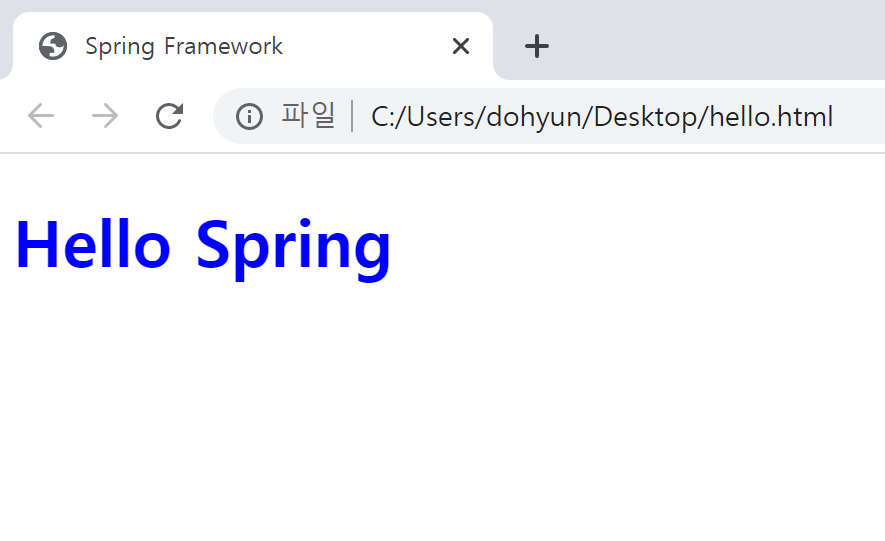 Spring Framework
파일 C:/Users/dohyun/Desktop/hello.html
Hello Spring